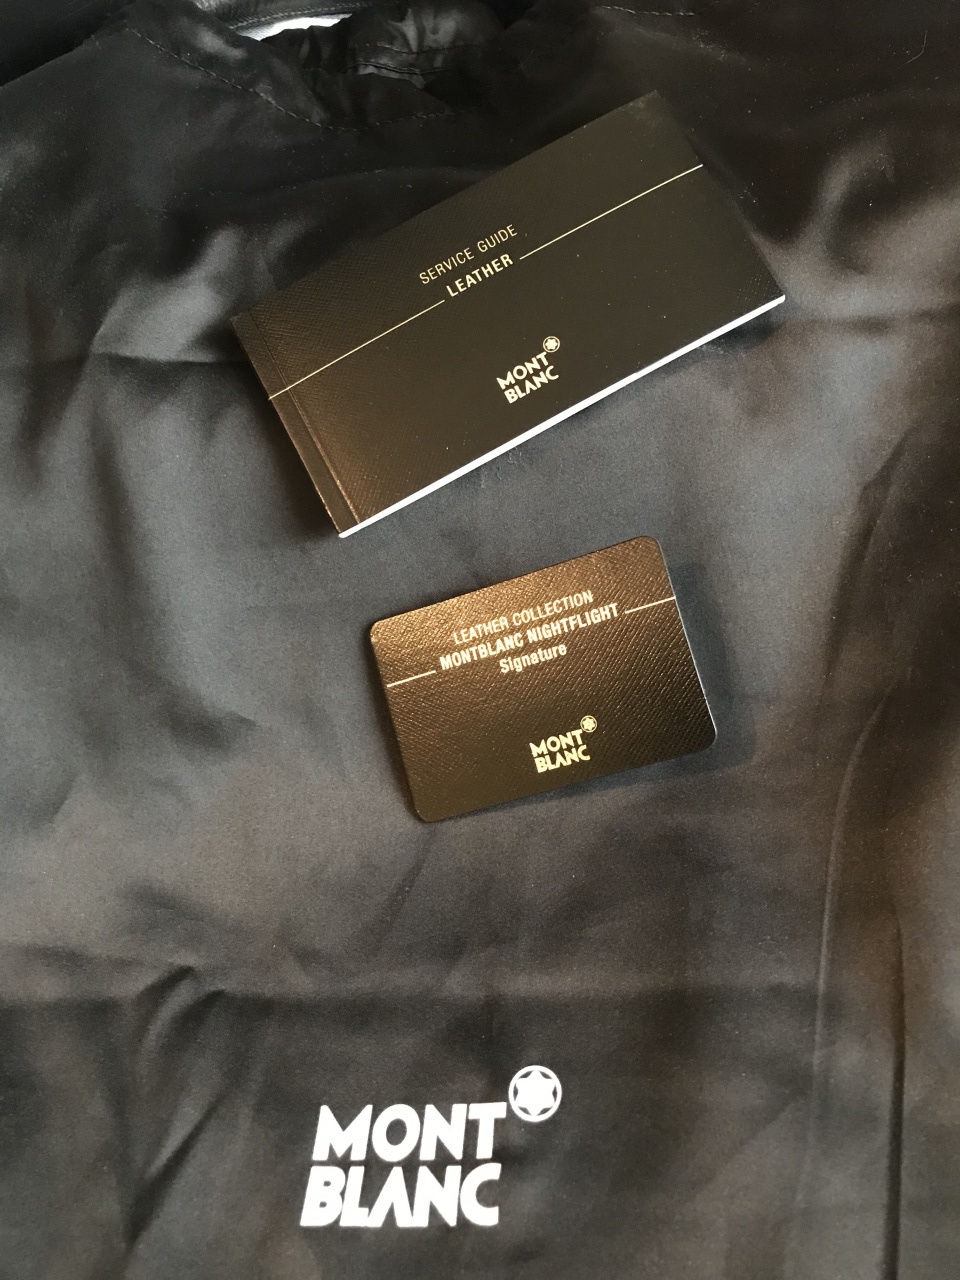 SERVICE GUIDE
LEATHER
MONT
BLANC
LEATHER COLLECTION
MONTBLANC NIGHTFLIGHT
Signature
MONT
BLANC
MONT
BLANC